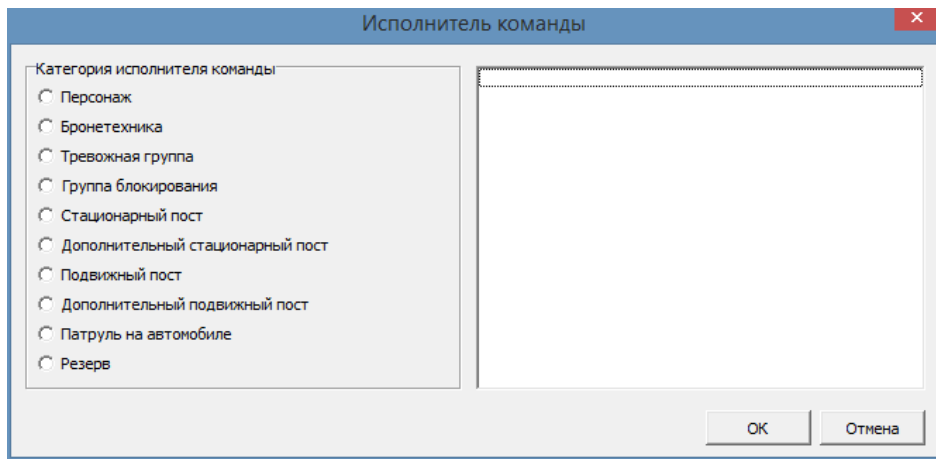 Исполнитель команды
Категория исполнителя команды
Персонаж
Бронетехника
Тревожная группа
Группа блокирования
Стационарный пост
Дополнительный стационарный пост
Подвижный пост
Дополнительный подвижный пост
Патруль на автомобиле
Резерв
ОК
Отмена